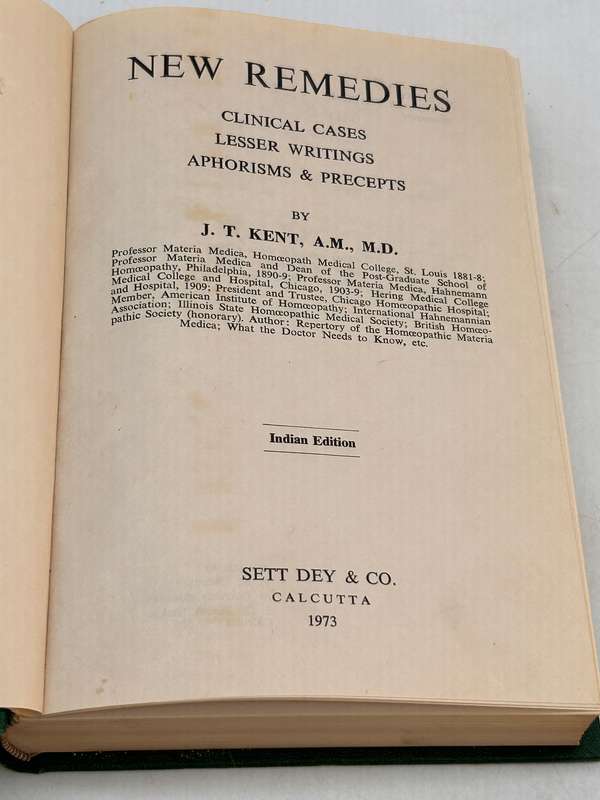 NEW REMEDIES
CLINICAL CASES
LESSER WRITINGS
APHORISMS & PRECEPTS
BY
J. T. KENT, A.M., M.D.
Professor Materia Medica, Homœopath Medical College, St. Louis 1881-8;
Professor Materia Medica and Dean of the Post-Graduate School of
Homœopathy, Philadelphia, 1890-9; Professor Materia Medica, Hahnemann
Medical College and Hospital, Chicago, 1903-9; Hering Medical College
and Hospital, 1909; President and Trustee, Chicago Homœopathic Hospital;
Member, American Institute of Homœopathy; International Hahnemannian
Association; Illinois State Homœopathic Medical Society; British Homœo-
pathic Society (honorary). Author: Repertory of the Homœopathic Materia
Medica; What the Doctor Needs to Know, etc.
Indian Edition
SETT DEY & CO.
CALCUTTA
1973